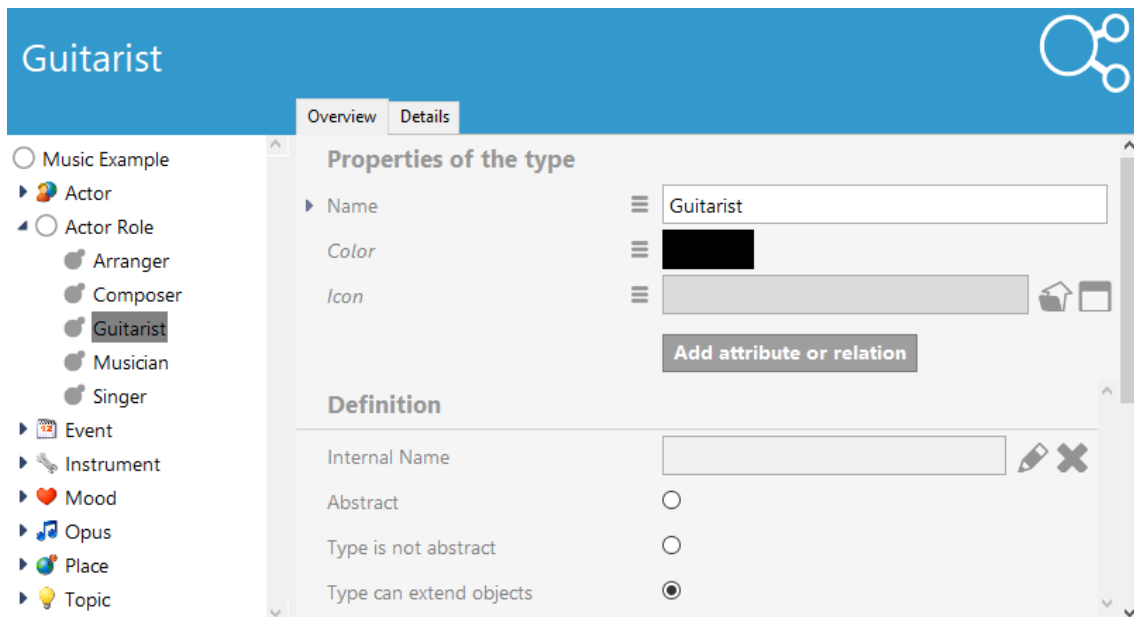 Guitarist
Overview
Details
Music Example
Actor
Actor Role
Arranger
Composer
Guitarist
Musician
Singer
Event
12
Instrument
Mood
Opus
Place
Topic
Properties of the type
Name
Guitarist
Color
Icon
Add attribute or relation
Definition
Internal Name
Abstract
Type is not abstract
Type can extend objects